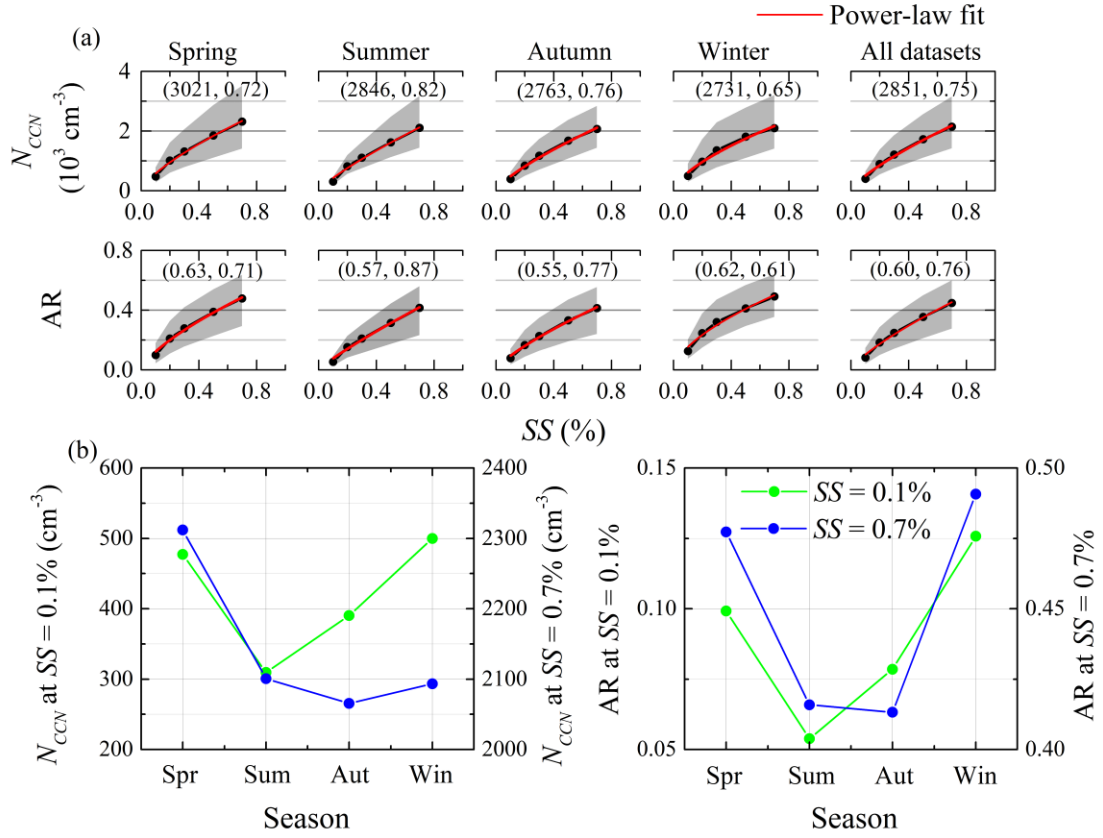 Power-law fit
(a)
Spring Summer Autumn Winter All datasets
N_CCN (10³ cm⁻³)
4
3021, 0.72) (2846, 0.82) (2763, 0.76) (2731, 0.65) (2851, 0.75)
2
0
0.0 0.4 0.8 0.0 0.4 0.8 0.0 0.4 0.8 0.0 0.4 0.8 0.0 0.4 0.8
AR
0.8
(0.63, 0.71) (0.57, 0.87) (0.55, 0.77) (0.62, 0.61) (0.60, 0.76)
0.4
0.0
0.0 0.4 0.8 0.0 0.4 0.8 0.0 0.4 0.8 0.0 0.4 0.8 0.0 0.4 0.8
SS (%)
(b)
N_CCN at SS = 0.1% (cm⁻³)
600
500
400
300
200
Spr Sum Aut Win
Season
2400
2300
2200
2100
2000
N_CCN at SS = 0.7% (cm⁻³)
AR at SS = 0.1%
0.15
0.10
0.05
SS = 0.1%
SS = 0.7%
Spr Sum Aut Win
Season
0.50
0.45
0.40
AR at SS = 0.7%